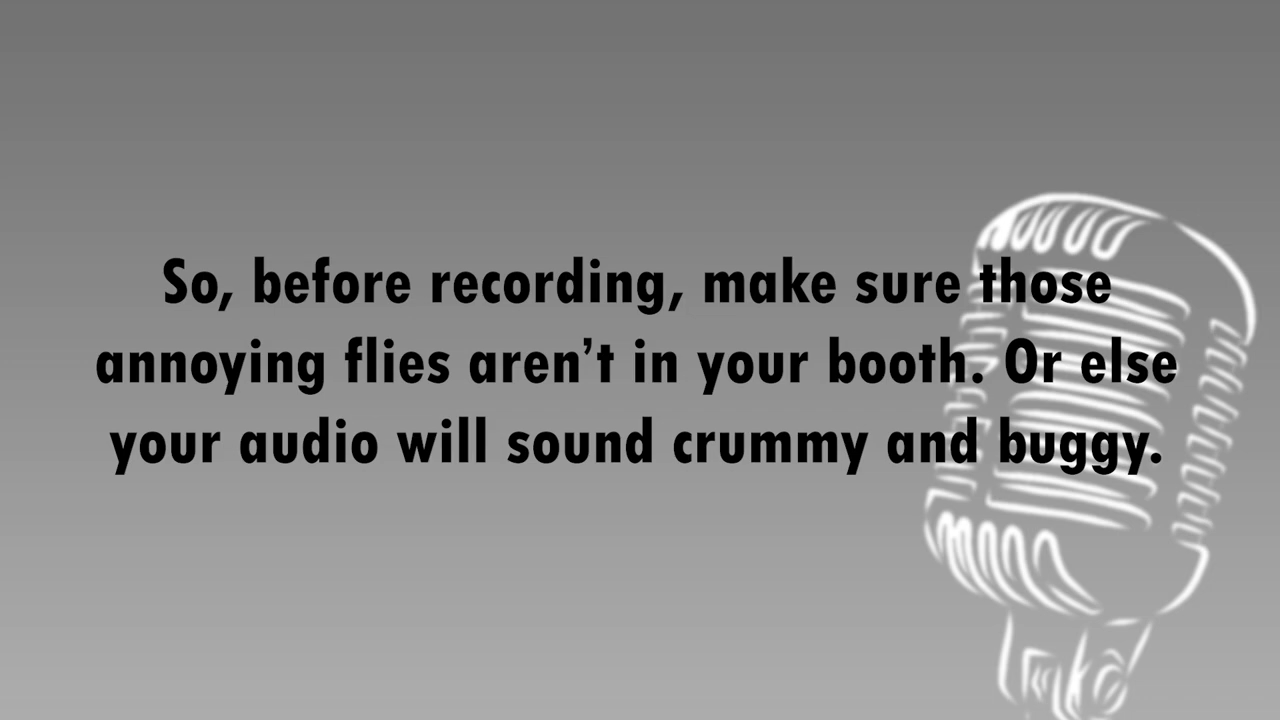 So, before recording, make sure those
annoying flies aren’t in your booth. Or else
your audio will sound crummy and buggy.